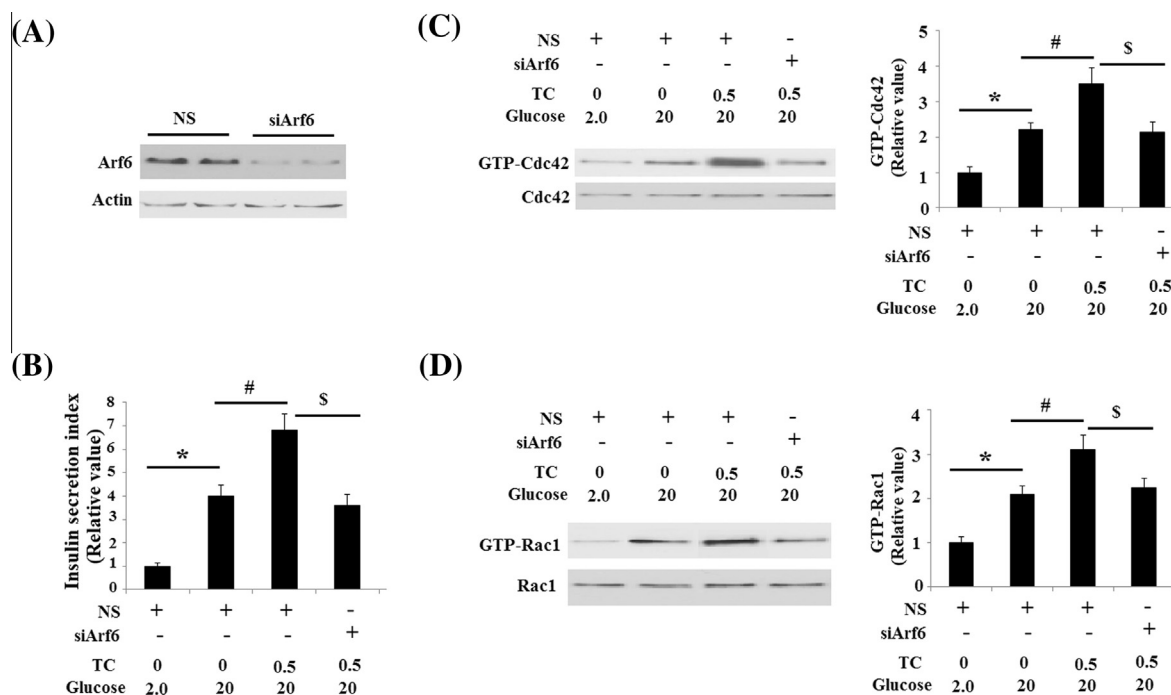 (A)
NS siArf6
Arf6
Actin
(B)
Insulin secretion index
(Relative value)
8
7
6
5
4
3
2
1
0
* # $
NS + + + -
siArf6 - - - +
TC 0 0 0.5 0.5
Glucose 2.0 20 20 20
(C)
NS + + + -
siArf6 - - - +
TC 0 0 0.5 0.5
Glucose 2.0 20 20 20
GTP-Cdc42
Cdc42
GTP-Cdc42
(Relative value)
5
4
3
2
1
0
* # $
NS + + + -
siArf6 - - - +
TC 0 0 0.5 0.5
Glucose 2.0 20 20 20
(D)
NS + + + -
siArf6 - - - +
TC 0 0 0.5 0.5
Glucose 2.0 20 20 20
GTP-Rac1
Rac1
GTP-Rac1
(Relative value)
4
3
2
1
0
* # $
NS + + + -
siArf6 - - - +
TC 0 0 0.5 0.5
Glucose 2.0 20 20 20